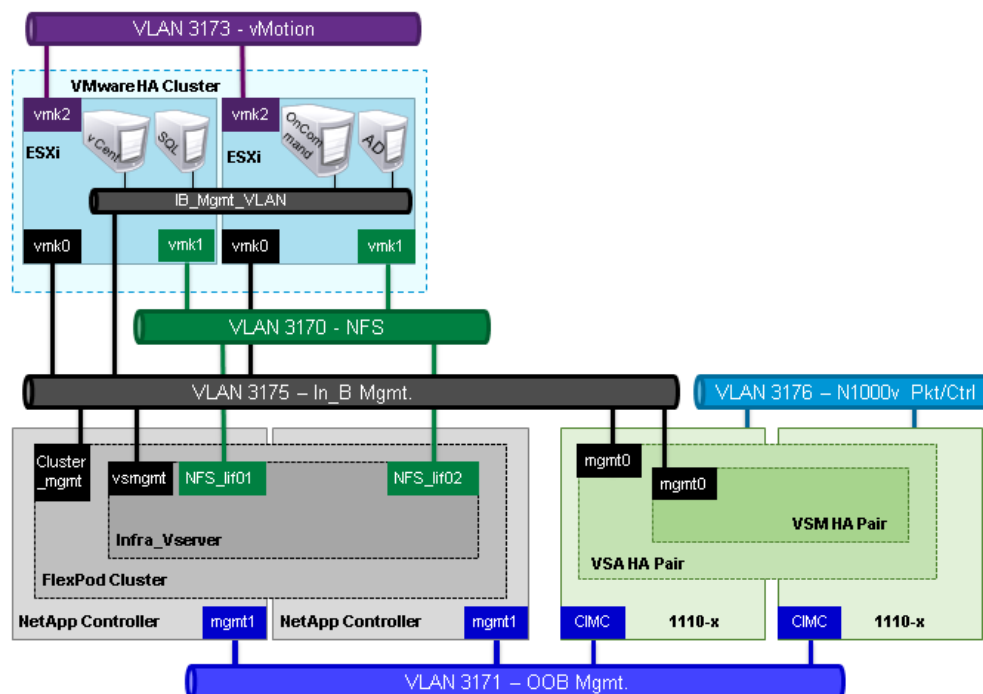 VLAN 3173 - vMotion
VMware HA Cluster
vmk2
vCent
SQL
vmk2
OnCom
mand
AD
ESXi
ESXi
IB_Mgmt_VLAN
vmk0
vmk1
vmk0
vmk1
VLAN 3170 - NFS
VLAN 3175 – In_B Mgmt.
VLAN 3176 – N1000v Pkt/Ctrl
Cluster
_mgmt
vsmgmt
NFS_lif01
NFS_lif02
mgmt0
mgmt0
VSM HA Pair
Infra_Vserver
VSA HA Pair
FlexPod Cluster
NetApp Controller
mgmt1
NetApp Controller
mgmt1
CIMC
1110-x
CIMC
1110-x
VLAN 3171 – OOB Mgmt.